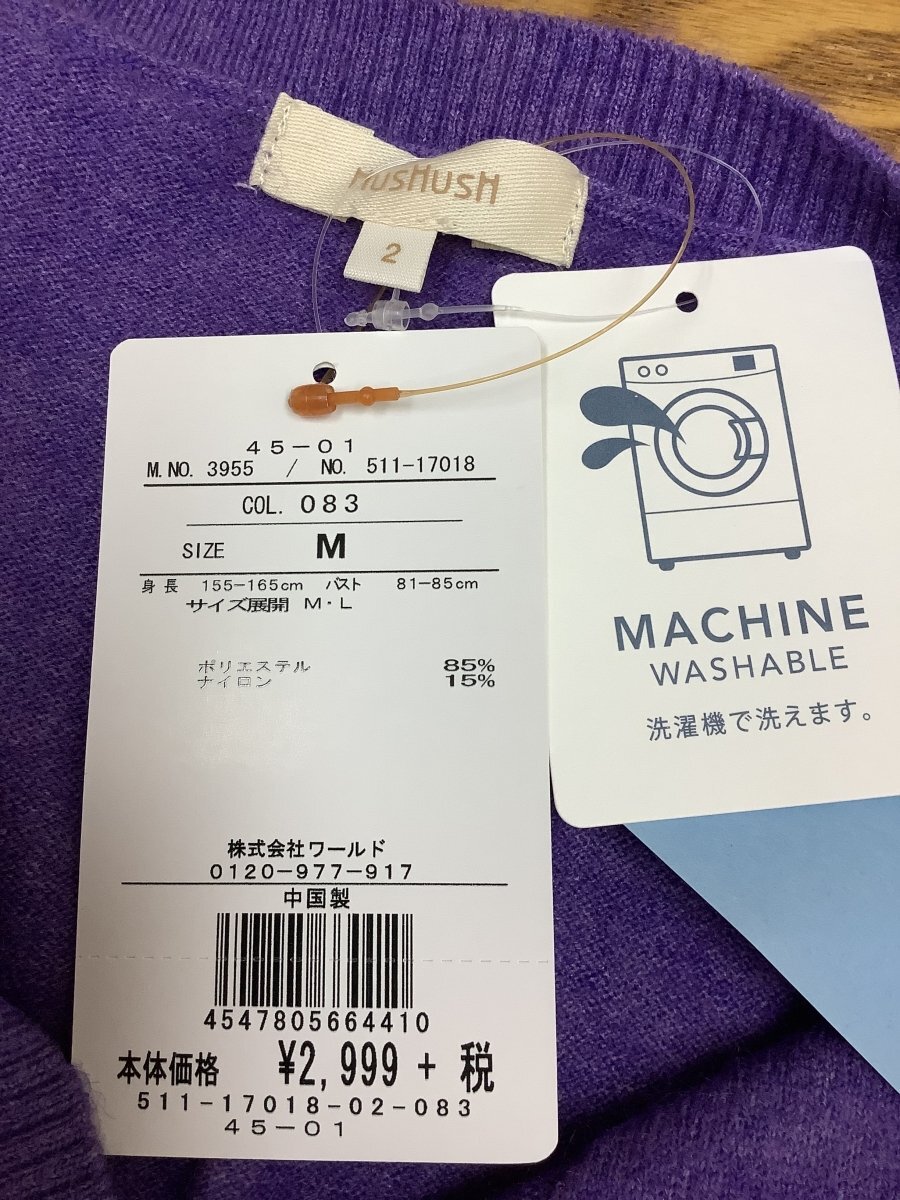 HUSHUSH
2
45-01
M.NO. 3955 / NO. 511-17018
COL. 083
SIZE M
身長 155-165cm バスト 81-85cm
サイズ展開 M・L
ポリエステル 85%
ナイロン 15%
株式会社ワールド
0120-977-917
中国製
4547805664410
本体価格 ¥2,999 + 税
511-17018-02-083
45-01
MACHINE
WASHABLE
洗濯機で洗えます。